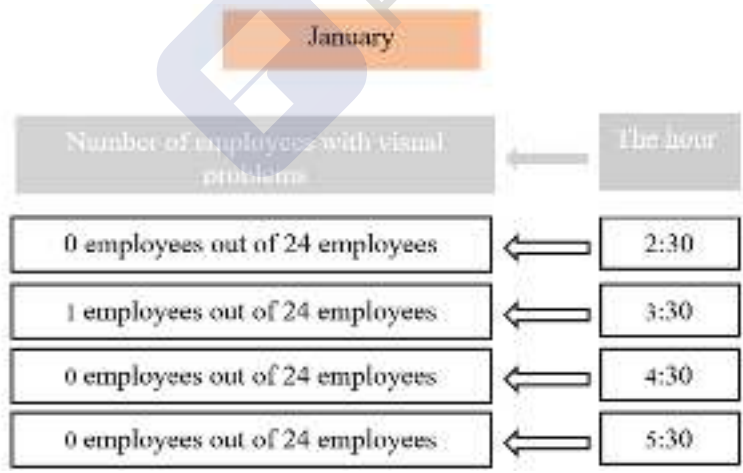 January
Number of employees with visual
problems
The hour
0 employees out of 24 employees
2:30
1 employees out of 24 employees
3:30
0 employees out of 24 employees
4:30
0 employees out of 24 employees
5:30